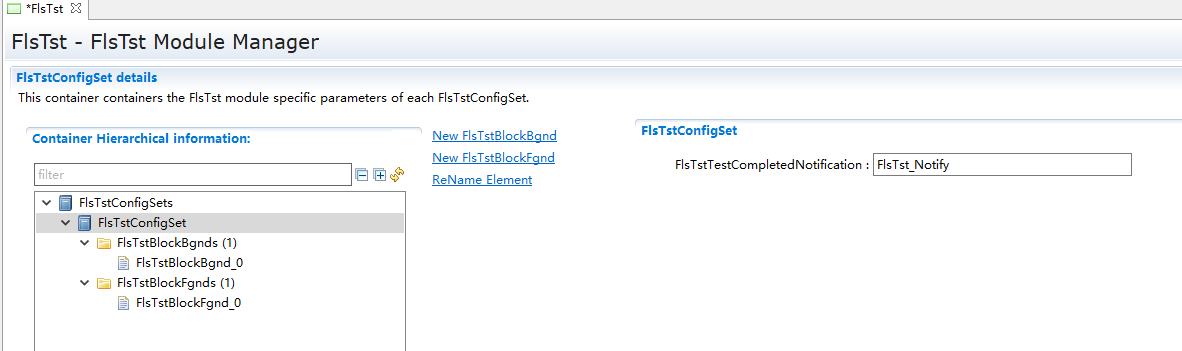 *FlsTst
FlsTst - FlsTst Module Manager
FlsTstConfigSet details
This container containers the FlsTst module specific parameters of each FlsTstConfigSet.
Container Hierarchical information:
filter
FlsTstConfigSets
FlsTstConfigSet
FlsTstBlockBgnds (1)
FlsTstBlockBgnd_0
FlsTstBlockFgnds (1)
FlsTstBlockFgnd_0
New FlsTstBlockBgnd
New FlsTstBlockFgnd
ReName Element
FlsTstConfigSet
FlsTstTestCompletedNotification : FlsTst_Notify